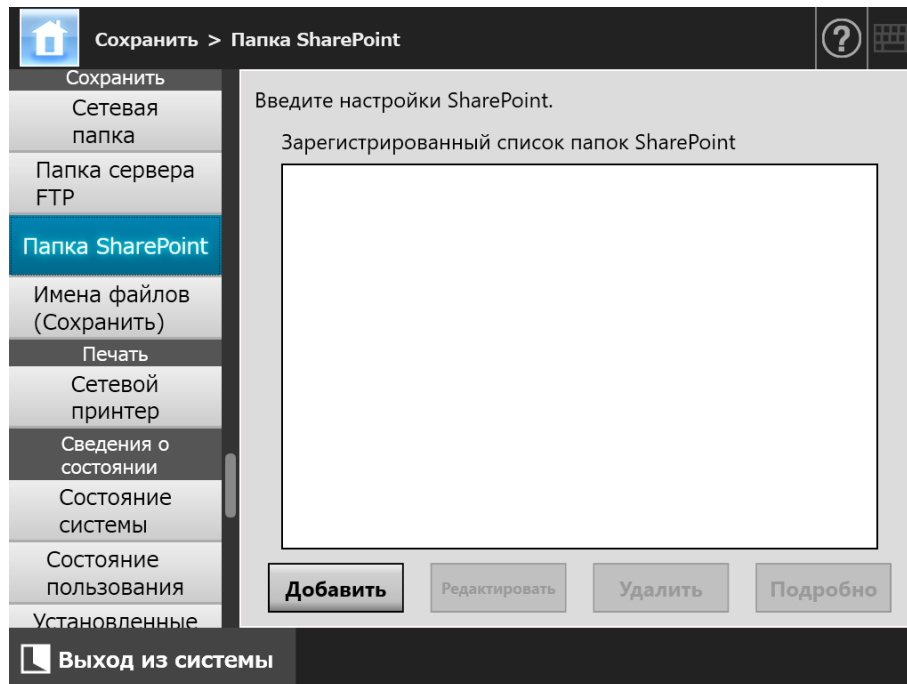 Сохранить > Папка SharePoint
?
Сохранить
Сетевая
папка
Папка сервера
FTP
Папка SharePoint
Имена файлов
(Сохранить)
Печать
Сетевой
принтер
Сведения о
состоянии
Состояние
системы
Состояние
пользования
Установленные
Введите настройки SharePoint.
Зарегистрированный список папок SharePoint
Добавить
Редактировать
Удалить
Подробно
Выход из системы